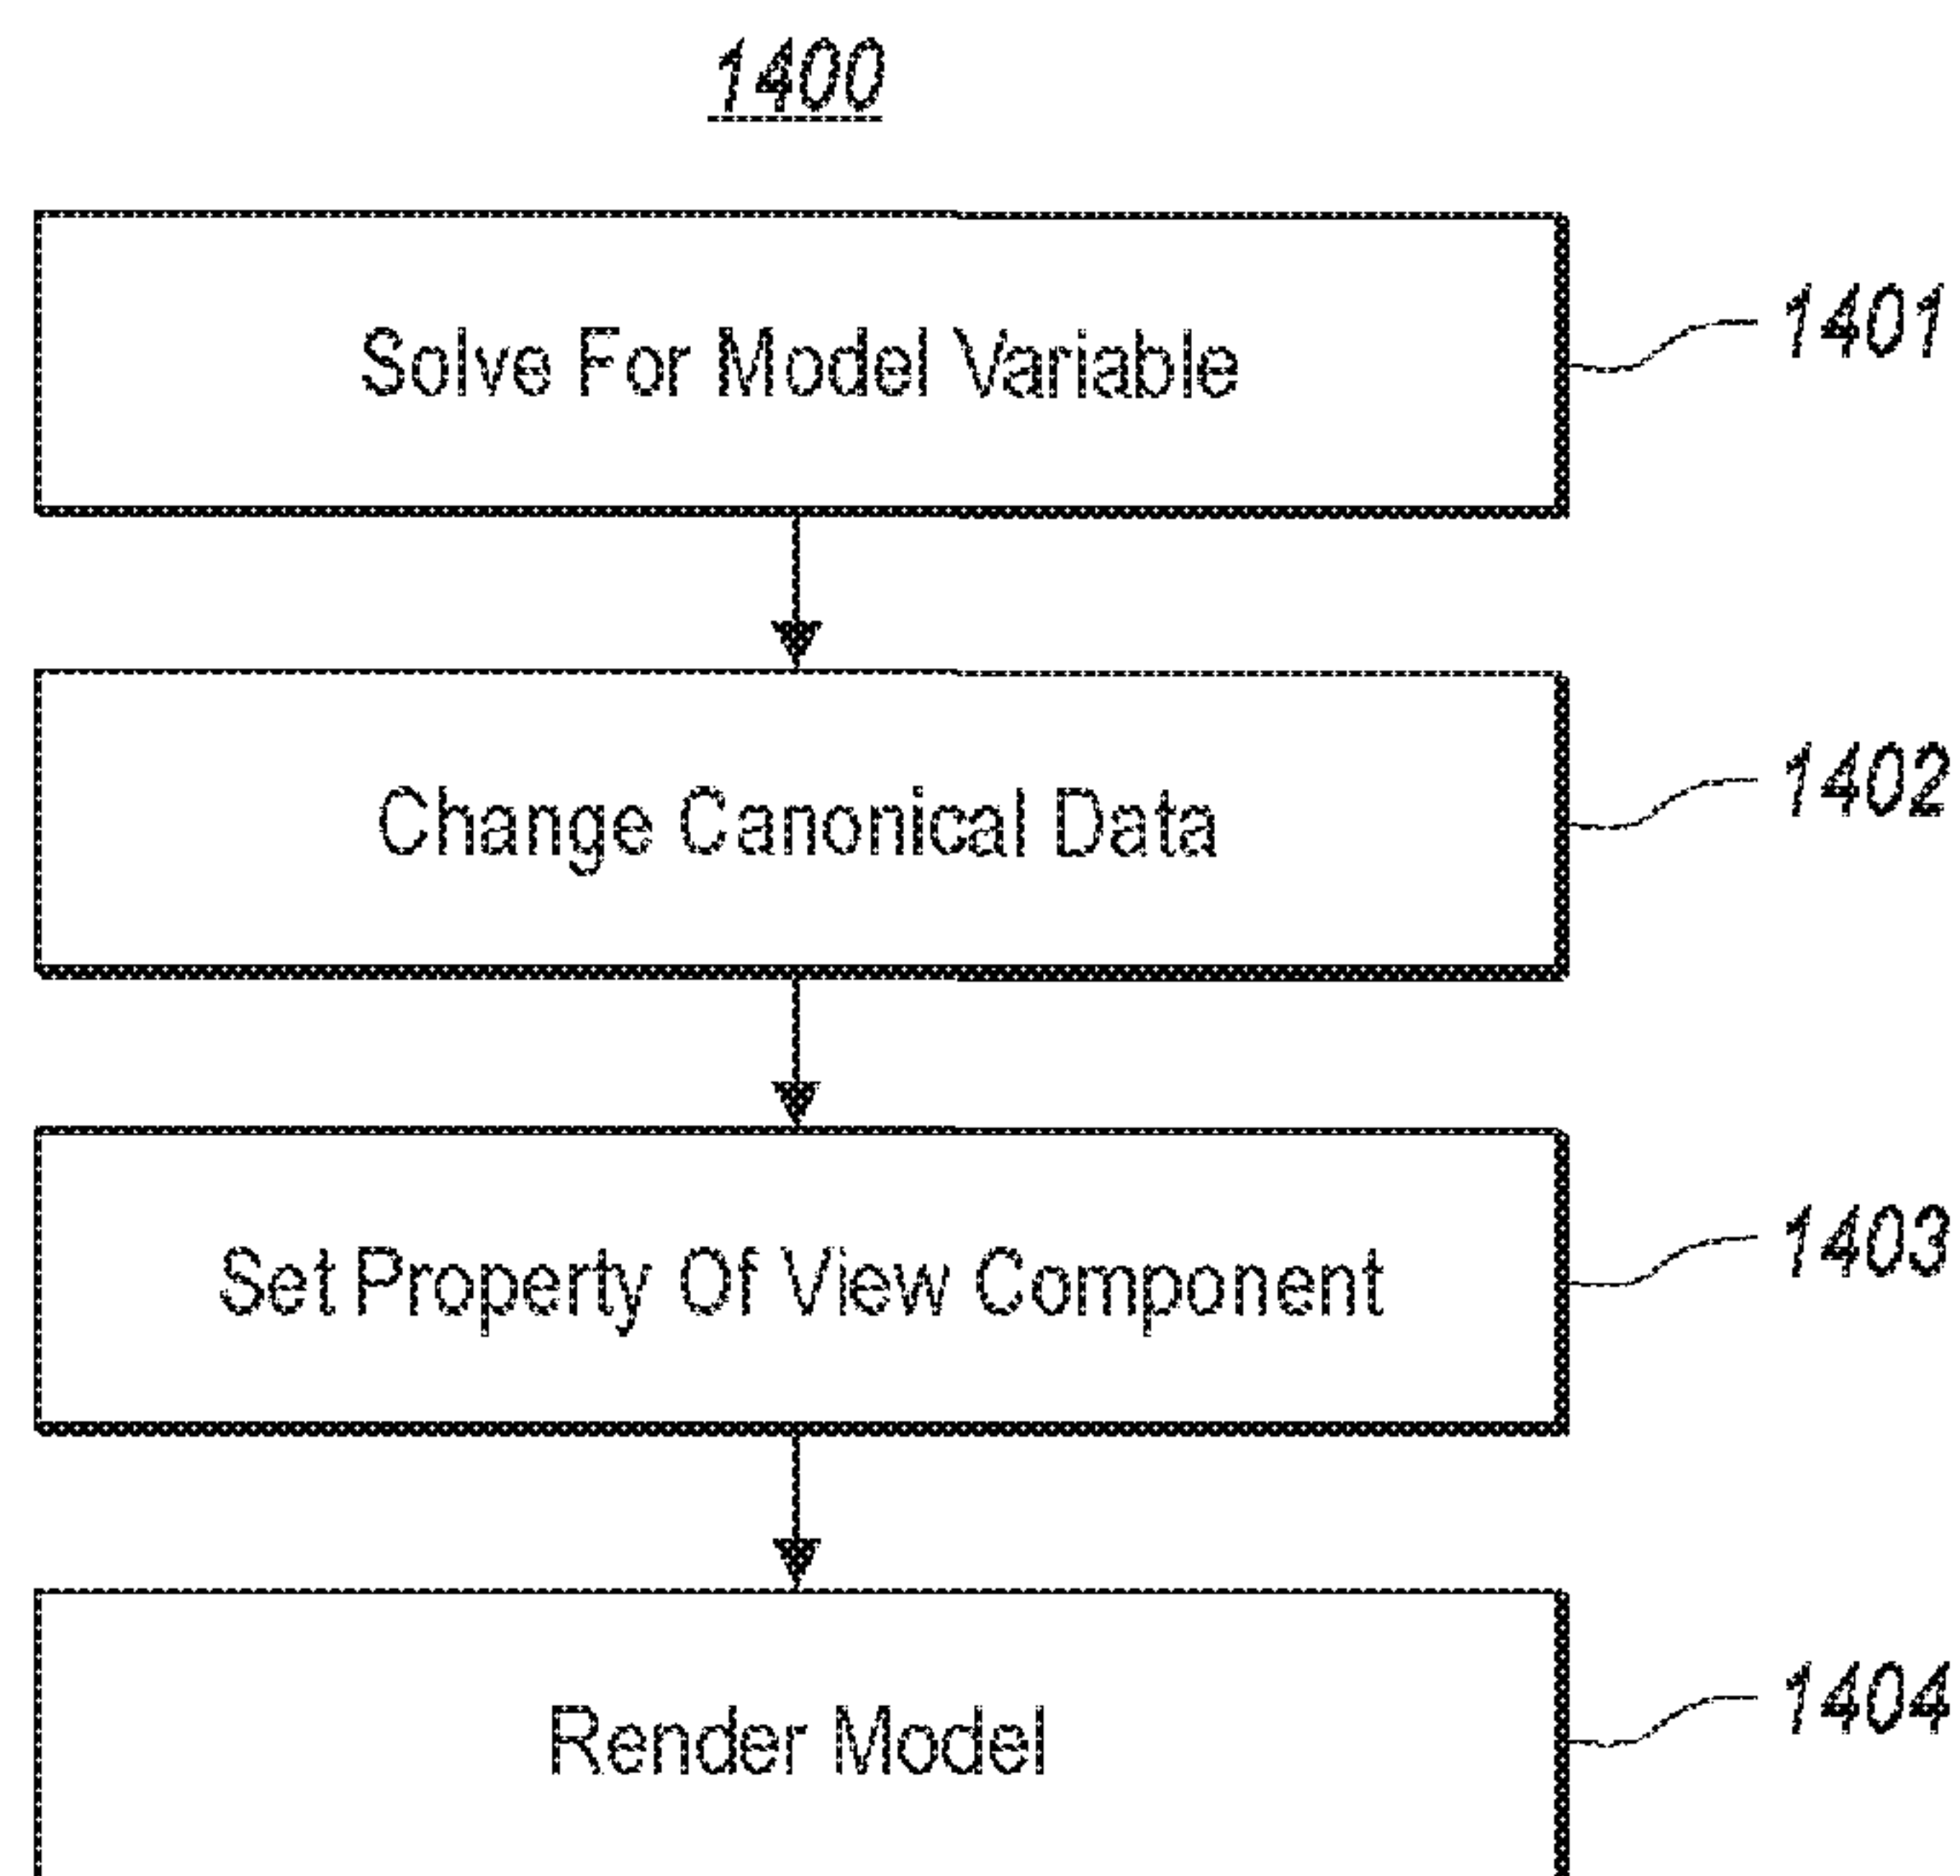 1400
Solve For Model Variable
1401
Change Canonical Data
1402
Set Property Of View Component
1403
Render Model
1404